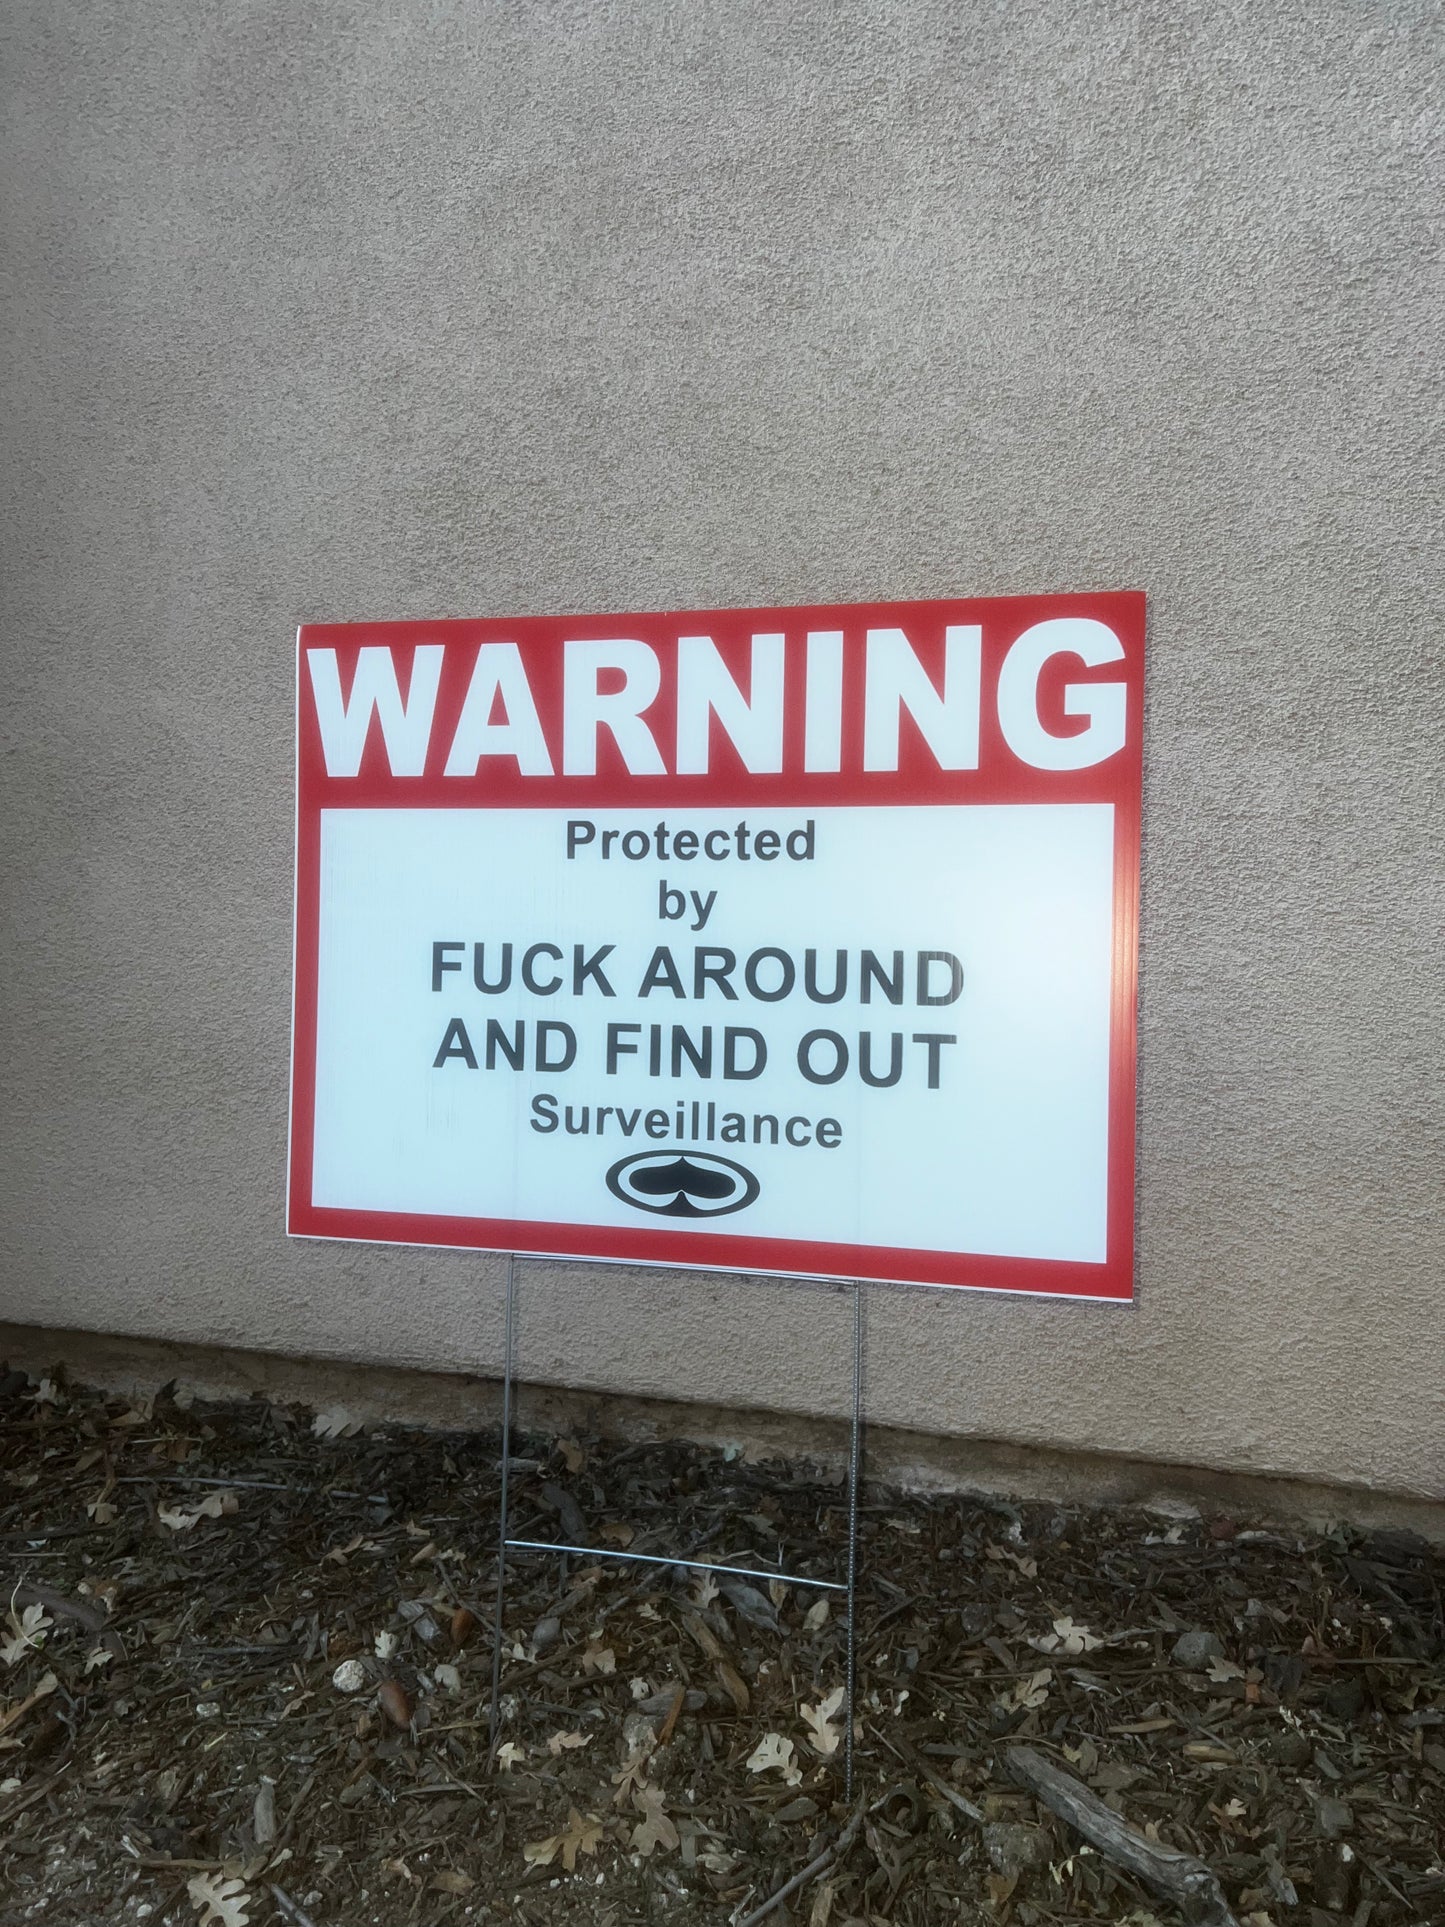 WARNING
Protected
by
FUCK AROUND
AND FIND OUT
Surveillance